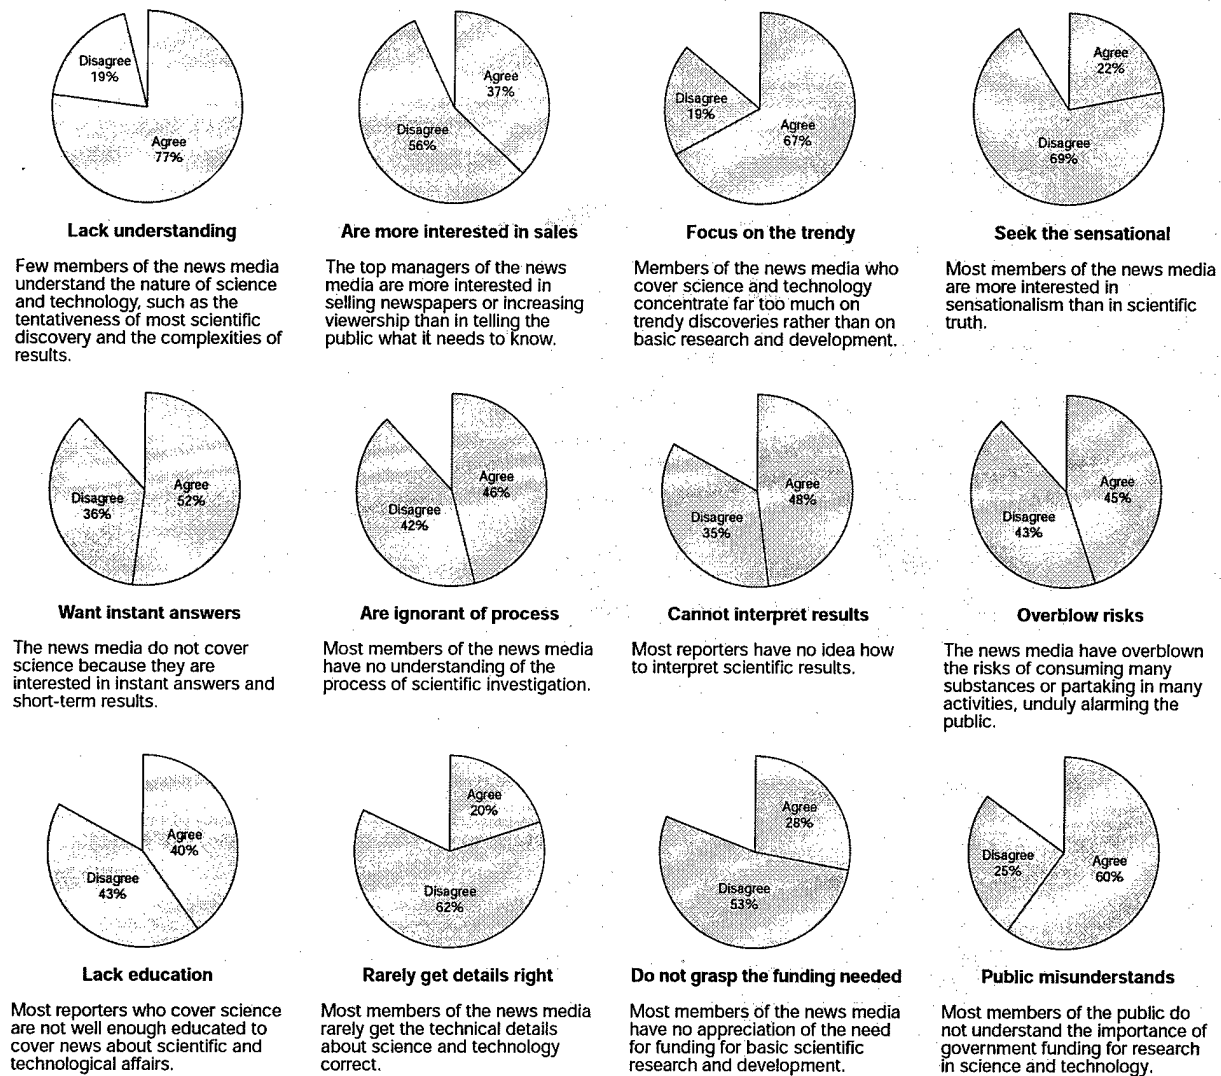 Disagree
19%
Agree
77%
Lack understanding
Few members of the news media
understand the nature of science
and technology, such as the
tentativeness of most scientific
discovery and the complexities of
results.
Agree
37%
Disagree
56%
Are more interested in sales
The top managers of the news
media are more interested in
selling newspapers or increasing
viewership than in telling the
public what it needs to know.
Disagree
19%
Agree
67%
Focus on the trendy
Members of the news media who
cover science and technology
concentrate far too much on
trendy discoveries rather than on
basic research and development.
Agree
22%
Disagree
69%
Seek the sensational
Most members of the news media
are more interested in
sensationalism than in scientific
truth.
Disagree
36%
Agree
52%
Want instant answers
The news media do not cover
science because they are
interested in instant answers and
short-term results.
Agree
46%
Disagree
42%
Are ignorant of process
Most members of the news media
have no understanding of the
process of scientific investigation.
Agree
48%
Disagree
35%
Cannot interpret results
Most reporters have no idea how
to interpret scientific results.
Agree
45%
Disagree
43%
Overblow risks
The news media have overblown
the risks of consuming many
substances or partaking in many
activities, unduly alarming the
public.
Agree
40%
Disagree
43%
Lack education
Most reporters who cover science
are not well enough educated to
cover news about scientific and
technological affairs.
Agree
20%
Disagree
62%
Rarely get details right
Most members of the news media
rarely get the technical details
about science and technology
correct.
Agree
28%
Disagree
53%
Do not grasp the funding needed
Most members of the news media
have no appreciation of the need
for funding for basic scientific
research and development.
Disagree
25%
Agree
60%
Public misunderstands
Most members of the public do
not understand the importance of
government funding for research
in science and technology.